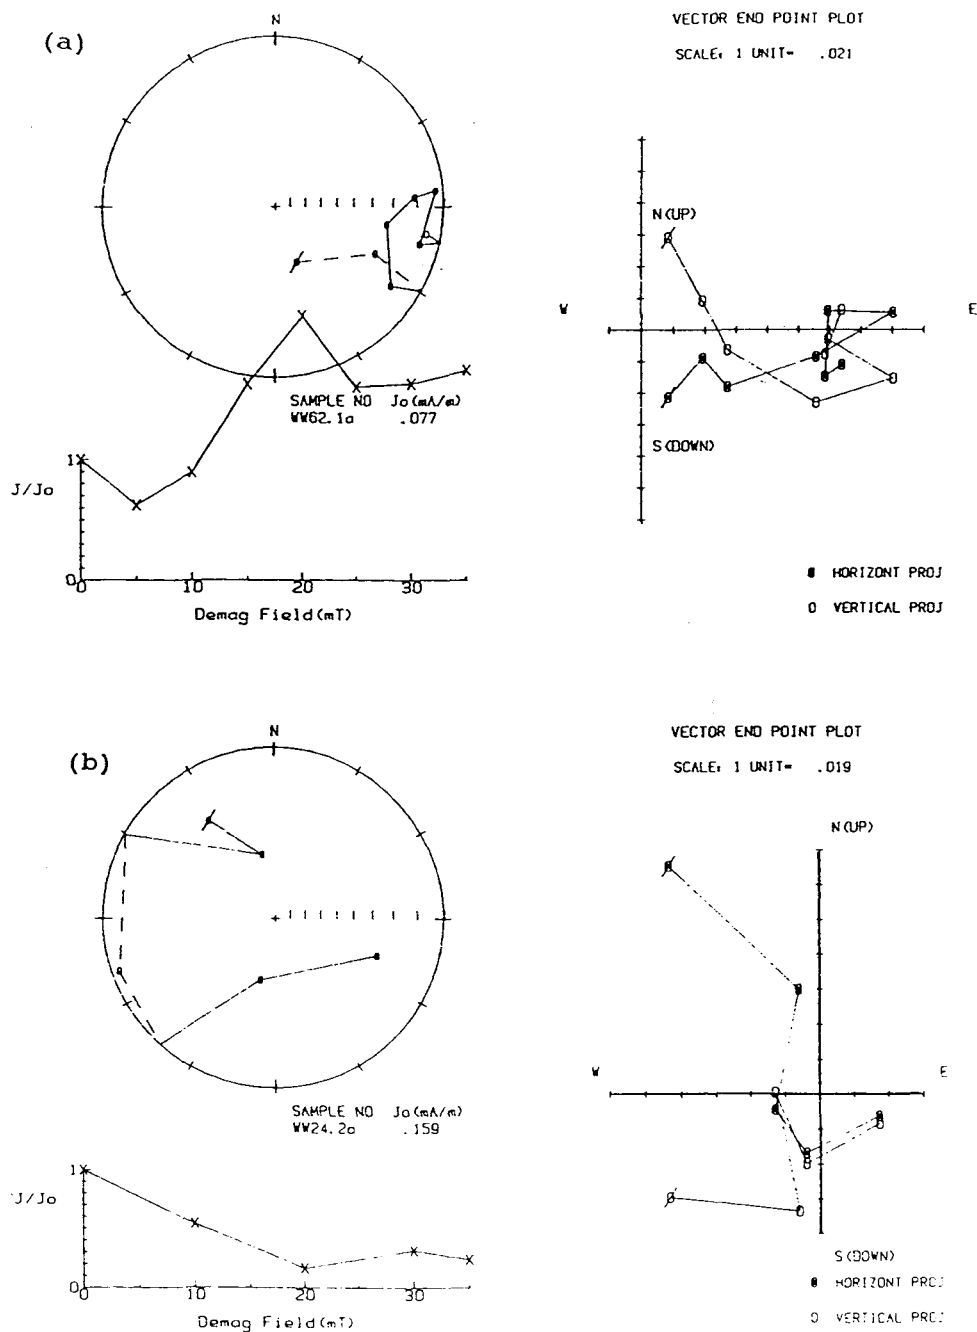 (a)
N
VECTOR END POINT PLOT
SCALE: 1 UNIT= .021
N(UP)
W
E
S(DOWN)
SAMPLE NO Jo(mA/m)
WW62.1a .077
1
J/Jo
0
0 10 20 30
Demag Field(mT)
HORIZONT PROJ
VERTICAL PROJ
(b)
N
VECTOR END POINT PLOT
SCALE: 1 UNIT= .019
N(UP)
W
E
S(DOWN)
SAMPLE NO Jo(mA/m)
WW24.2a .159
1
J/Jo
0
0 10 20 30
Demag Field(mT)
HORIZONT PROJ
VERTICAL PROJ